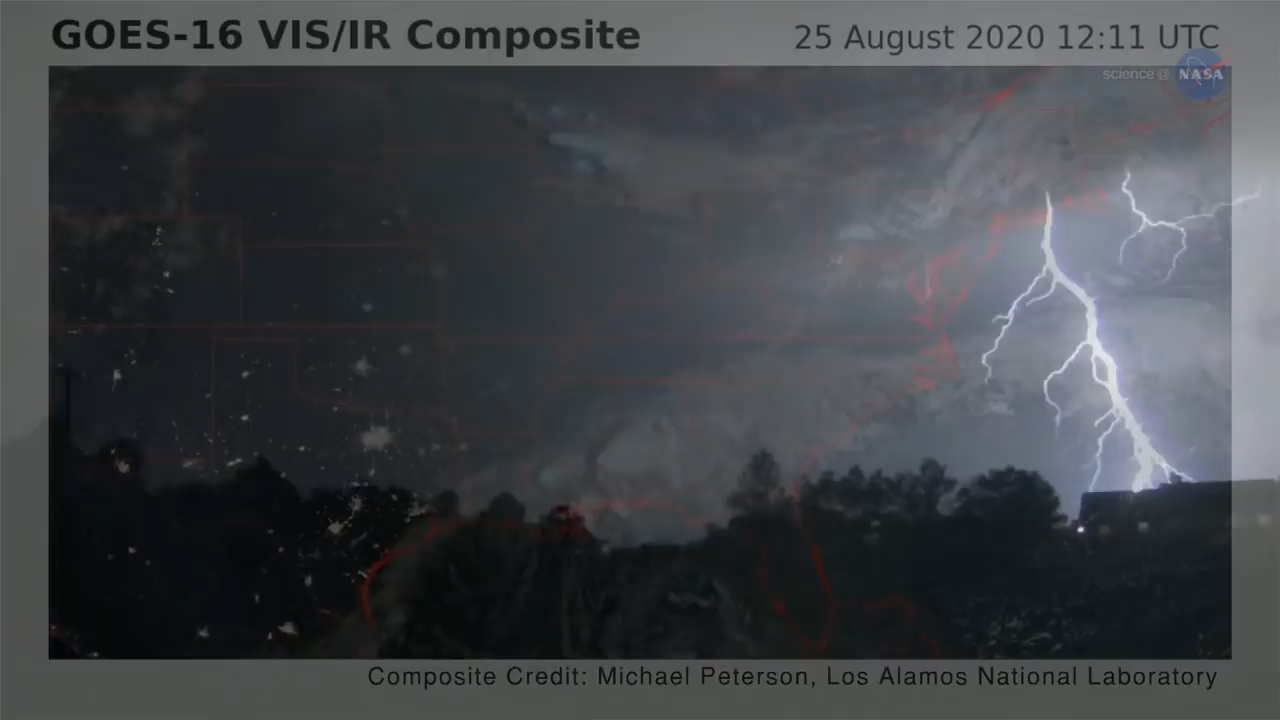 GOES-16 VIS/IR Composite
25 August 2020 12:11 UTC
science@ NASA
Composite Credit: Michael Peterson, Los Alamos National Laboratory